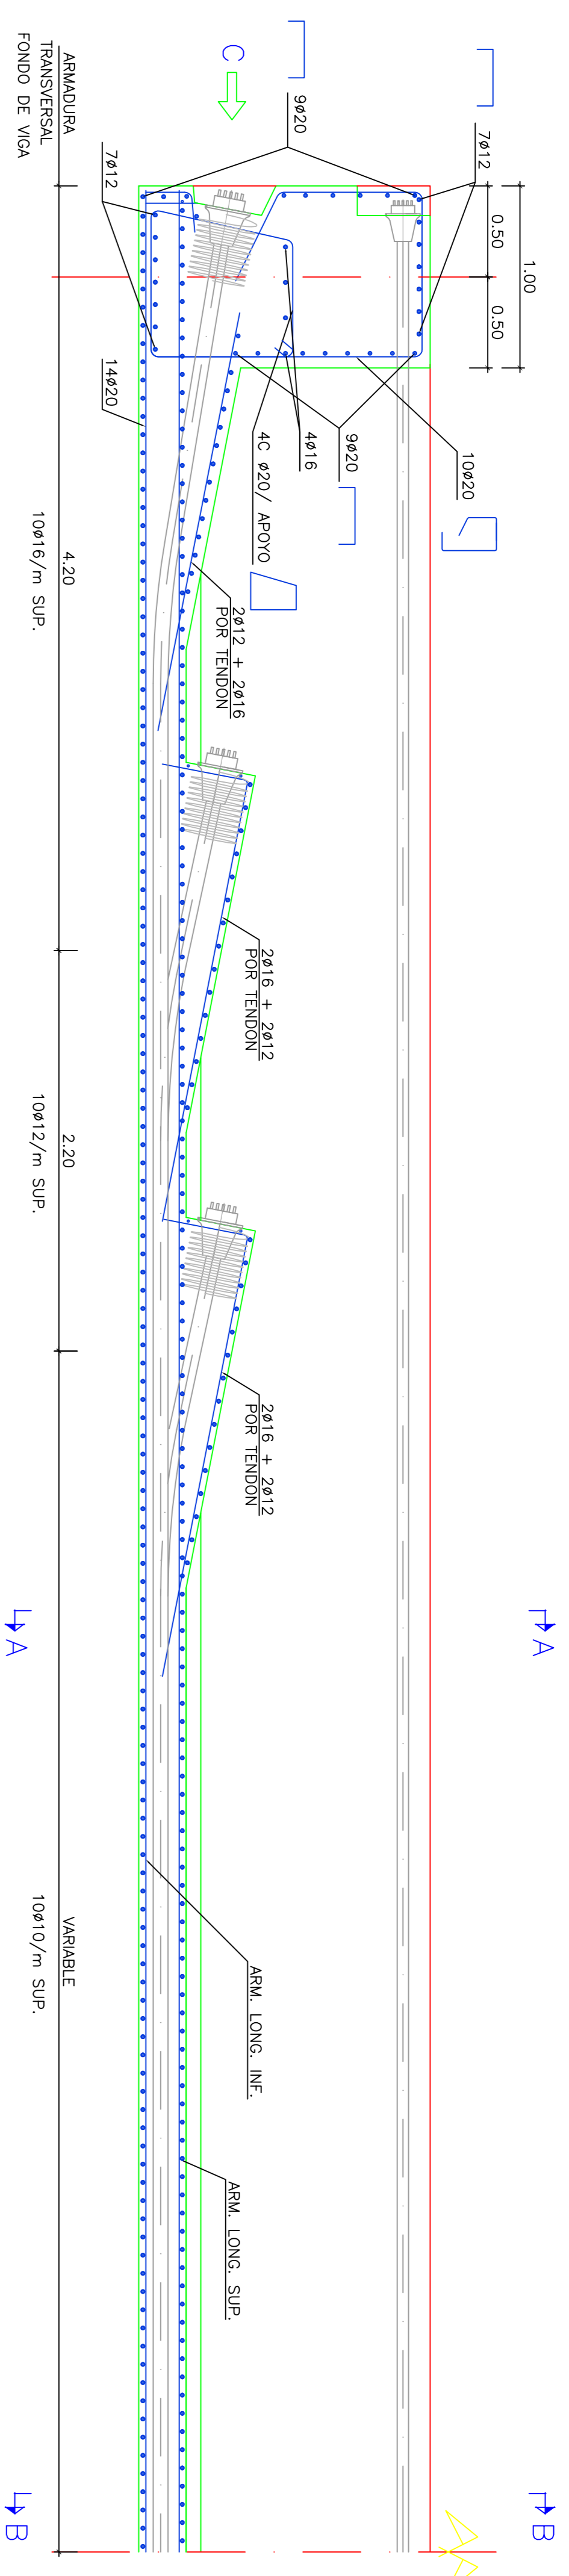 1.00
0.50
0.50
7ø12
9ø20
C
10ø20
9ø20
4ø16
4C ø20/ APOYO
2ø12 + 2ø16
POR TENDON
2ø16 + 2ø12
POR TENDON
2ø16 + 2ø12
POR TENDON
7ø12
14ø20
ARM. LONG. INF.
ARM. LONG. SUP.
A
A
B
B
ARMADURA
TRANSVERSAL
FONDO DE VIGA
4.20
10ø16/m SUP.
2.20
10ø12/m SUP.
VARIABLE
10ø10/m SUP.